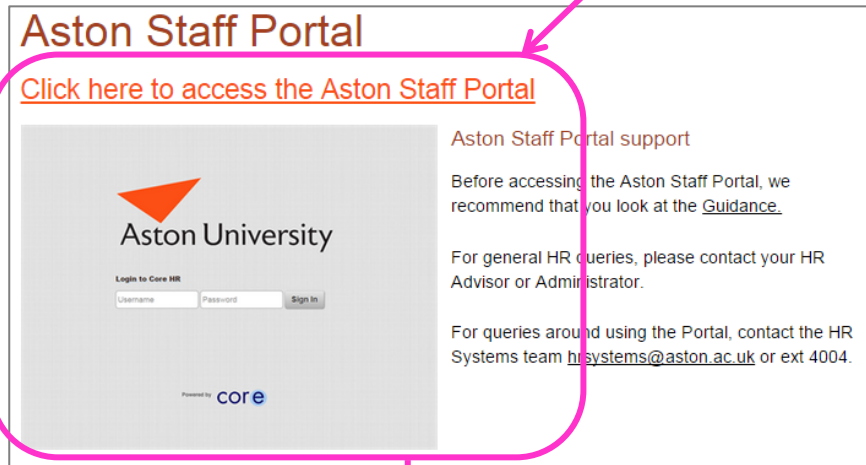 Aston Staff Portal
Click here to access the Aston Staff Portal
Aston University
Login to Core HR
Username
Password
Sign In
Powered by core
Aston Staff Portal support
Before accessing the Aston Staff Portal, we
recommend that you look at the Guidance.
For general HR queries, please contact your HR
Advisor or Administrator.
For queries around using the Portal, contact the HR
Systems team hrsystems@aston.ac.uk or ext 4004.